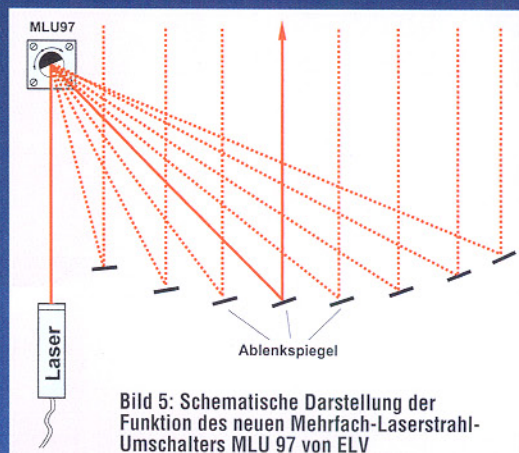 MLU97
Laser
Ablenkspiegel
Bild 5: Schematische Darstellung der
Funktion des neuen Mehrfach-Laserstrahl-
Umschalters MLU 97 von ELV